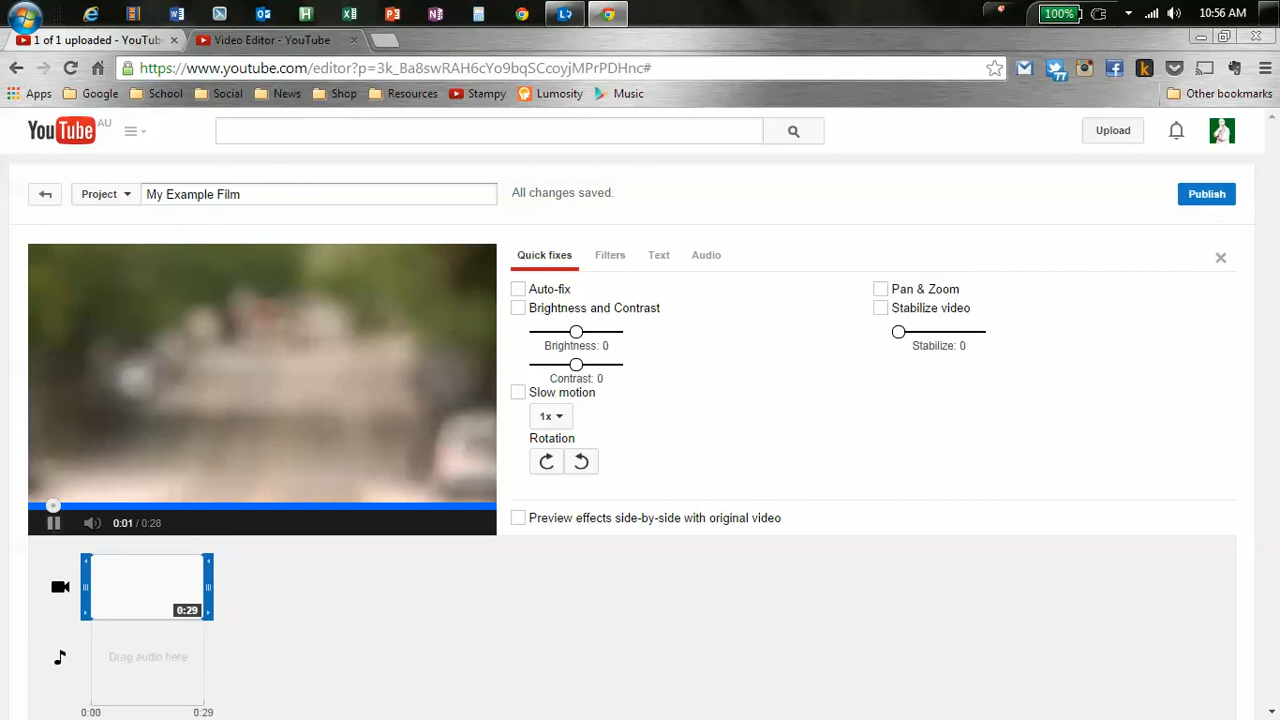 100%
10:56 AM
1 of 1 uploaded - YouTube
Video Editor - YouTube
https://www.youtube.com/editor?p=3k_Ba8swRAH6cYo9bqSCcoyjMPrPDHnc#
77
Apps Google School Social News Shop Resources Stampy Lumosity Music Other bookmarks
YouTube AU
Upload
Project My Example Film All changes saved. Publish
Quick fixes Filters Text Audio
Auto-fix Pan & Zoom
Brightness and Contrast Stabilize video
Brightness: 0 Stabilize: 0
Contrast: 0
Slow motion
1x
Rotation
Preview effects side-by-side with original video
0:01 / 0:28
0:29
Drag audio here
0:00 0:29